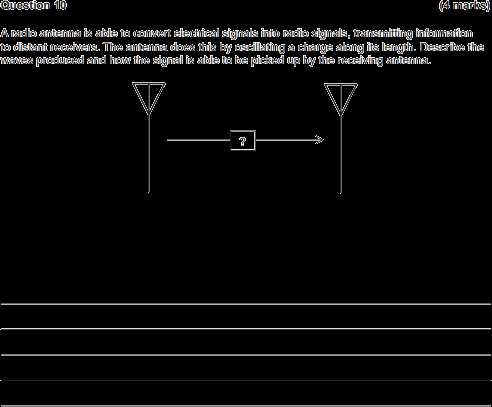 Question 10 (4 marks)
A radio antenna is able to convert electrical signals into radio signals, transmitting information
to distant receivers. The antenna does this by oscillating a charge along its length. Describe the
waves produced and how the signal is able to be picked up by the receiving antenna.
?